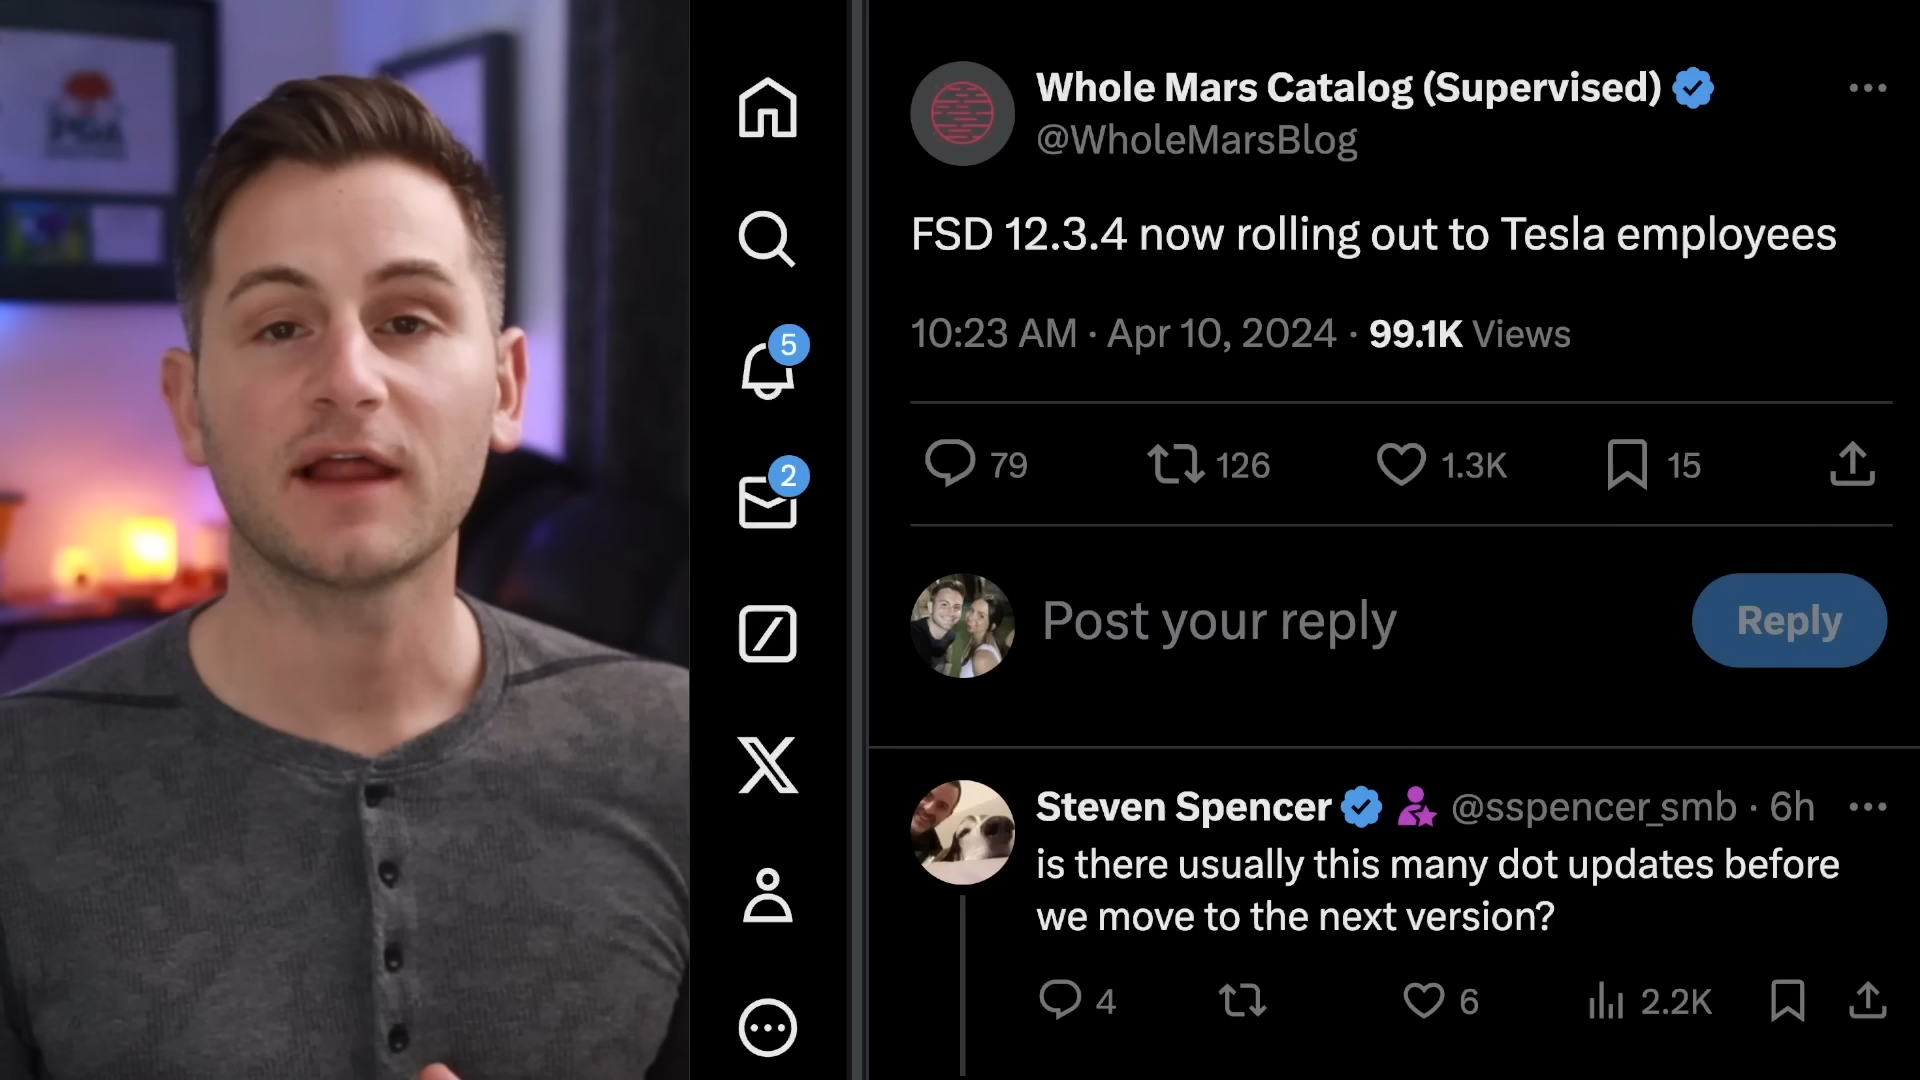 PGA
Whole Mars Catalog (Supervised)
@WholeMarsBlog
FSD 12.3.4 now rolling out to Tesla employees
10:23 AM · Apr 10, 2024 · 99.1K Views
79 126 1.3K 15
5
2
Post your reply
Reply
Steven Spencer @sspencer_smb · 6h
is there usually this many dot updates before
we move to the next version?
4 6 2.2K